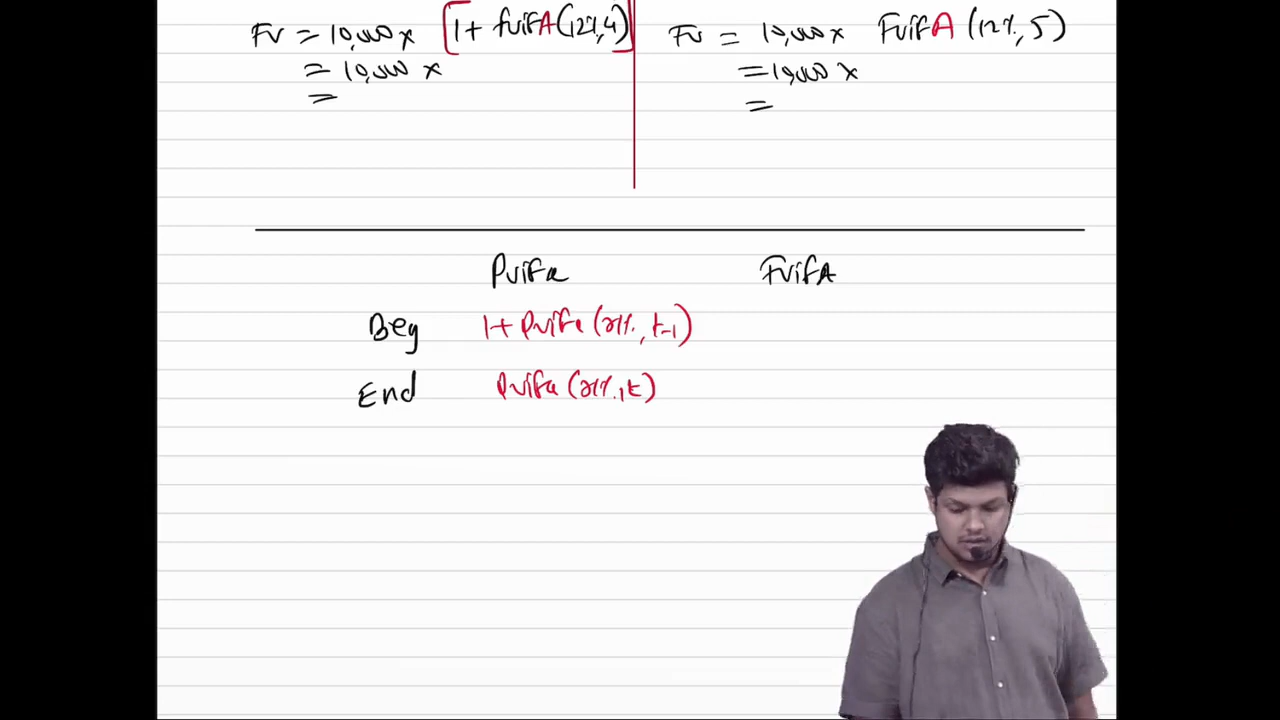 FV = 10,000 x [1 + fvifA(12%,4)]
= 10,000 x
=
FV = 10,000 x FvifA (12%, 5)
= 10,000 x
=
Pvifa FvifA
Beg 1+ Pvifa (r%, t-1)
End Pvifa (r%, t)